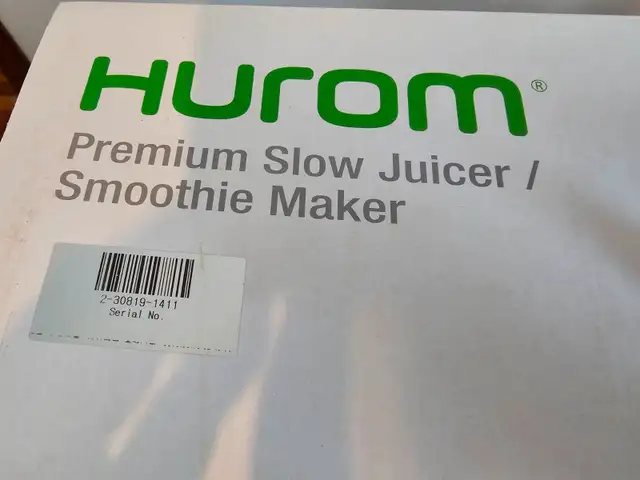 HUROM®
Premium Slow Juicer /
Smoothie Maker
2-30819-1411
Serial No.